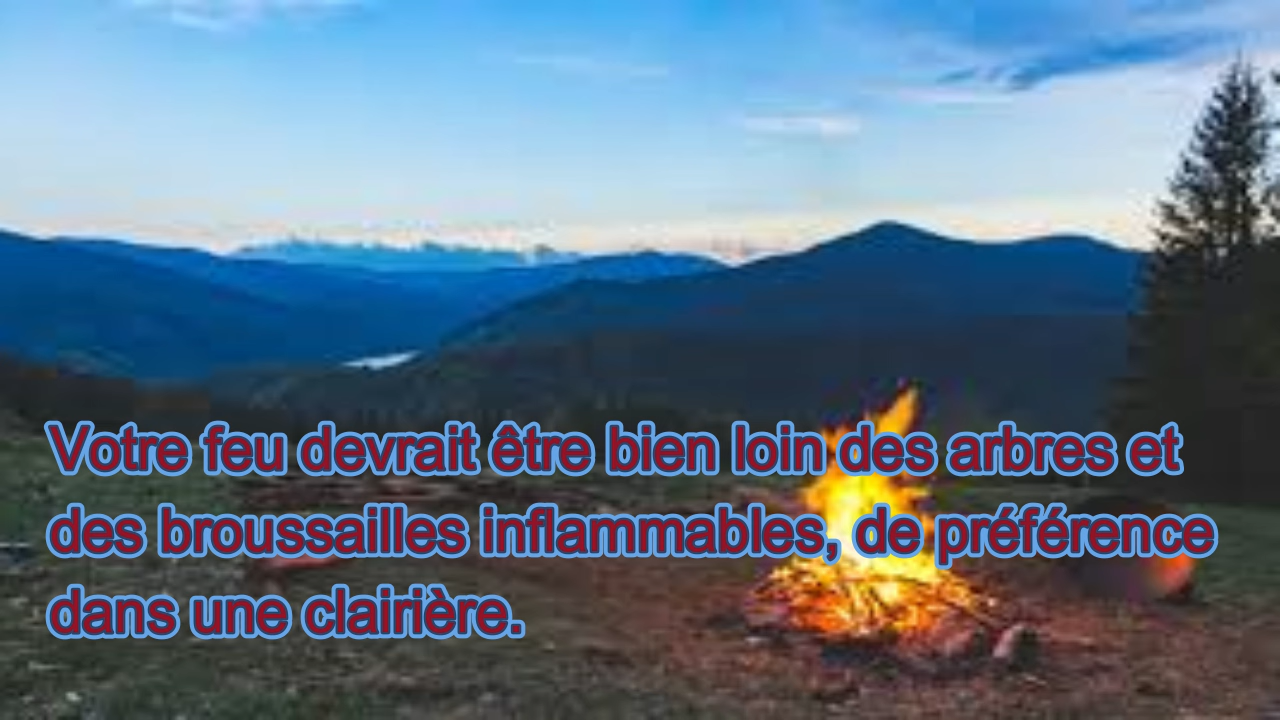 Votre feu devrait être bien loin des arbres et
des broussailles inflammables, de préférence
dans une clairière.